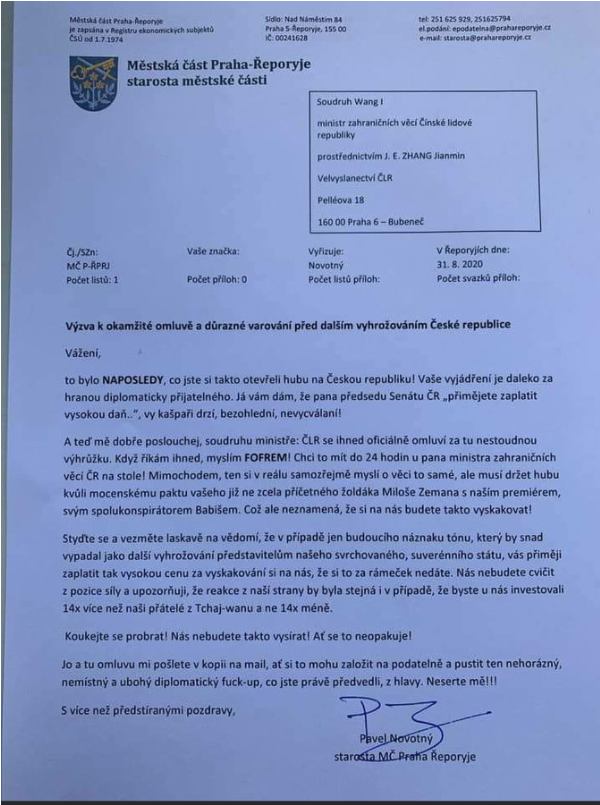 Městská část Praha-Řeporyje
je zapsána v Registru ekonomických subjektů
ČSÚ od 1.7.1974
Sídlo: Nad Náměstím 84
Praha 5-Řeporyje, 155 00
IČ: 00241628
tel: 251 625 929, 251625794
el.podání: epodatelna@prahareporyje.cz
e-mail: starosta@prahareporyje.cz
Městská část Praha-Řeporyje
starosta městské části
Soudruh Wang I
ministr zahraničních věcí Čínské lidové
republiky
prostřednictvím J. E. ZHANG Jianmin
Velvyslanectví ČLR
Pelléova 18
160 00 Praha 6 – Bubeneč
Čj./SZn: Vaše značka: Vyřizuje: V Řeporyjích dne:
MČ P-ŘPRJ Novotný 31. 8. 2020
Počet listů: 1 Počet příloh: 0 Počet listů příloh: Počet svazků příloh:
Výzva k okamžité omluvě a důrazné varování před dalším vyhrožováním České republice
Vážení,
to bylo NAPOSLEDY, co jste si takto otevřeli hubu na Českou republiku! Vaše vyjádření je daleko za
hranou diplomaticky přijatelného. Já vám dám, že pana předsedu Senátu ČR „přimějete zaplatit
vysokou daň..“, vy kašpaři drzí, bezohlední, nevycválaní!
A teď mě dobře poslouchej, soudruhu ministře: ČLR se ihned oficiálně omluví za tu nestoudnou
výhrůžku. Když říkám ihned, myslím FOFREM! Chci to mít do 24 hodin u pana ministra zahraničních
věcí ČR na stole! Mimochodem, ten si v reálu samozřejmě myslí o věci to samé, ale musí držet hubu
kvůli mocenskému paktu vašeho již ne zcela příčetného žoldáka Miloše Zemana s naším premiérem,
svým spolukonspirátorem Babišem. Což ale neznamená, že si na nás budete takto vyskakovat!
Styďte se a vezměte laskavě na vědomí, že v případě jen budoucího náznaku tónu, který by snad
vypadal jako další vyhrožování představitelům našeho svrchovaného, suverénního státu, vás přiměji
zaplatit tak vysokou cenu za vyskakování si na nás, že si to za rámeček nedáte. Nás nebudete cvičit
z pozice síly a upozorňuji, že reakce z naší strany by byla stejná i v případě, že byste u nás investovali
14x více než naši přátelé z Tchaj-wanu a ne 14x méně.
Koukejte se probrat! Nás nebudete takto vysírat! Ať se to neopakuje!
Jo a tu omluvu mi pošlete v kopii na mail, ať si to mohu založit na podatelně a pustit ten nehorázný,
nemístný a ubohý diplomatický fuck-up, co jste právě předvedli, z hlavy. Neserte mě!!!
S více než předstíranými pozdravy,
Pavel Novotný
starosta MČ Praha Řeporyje